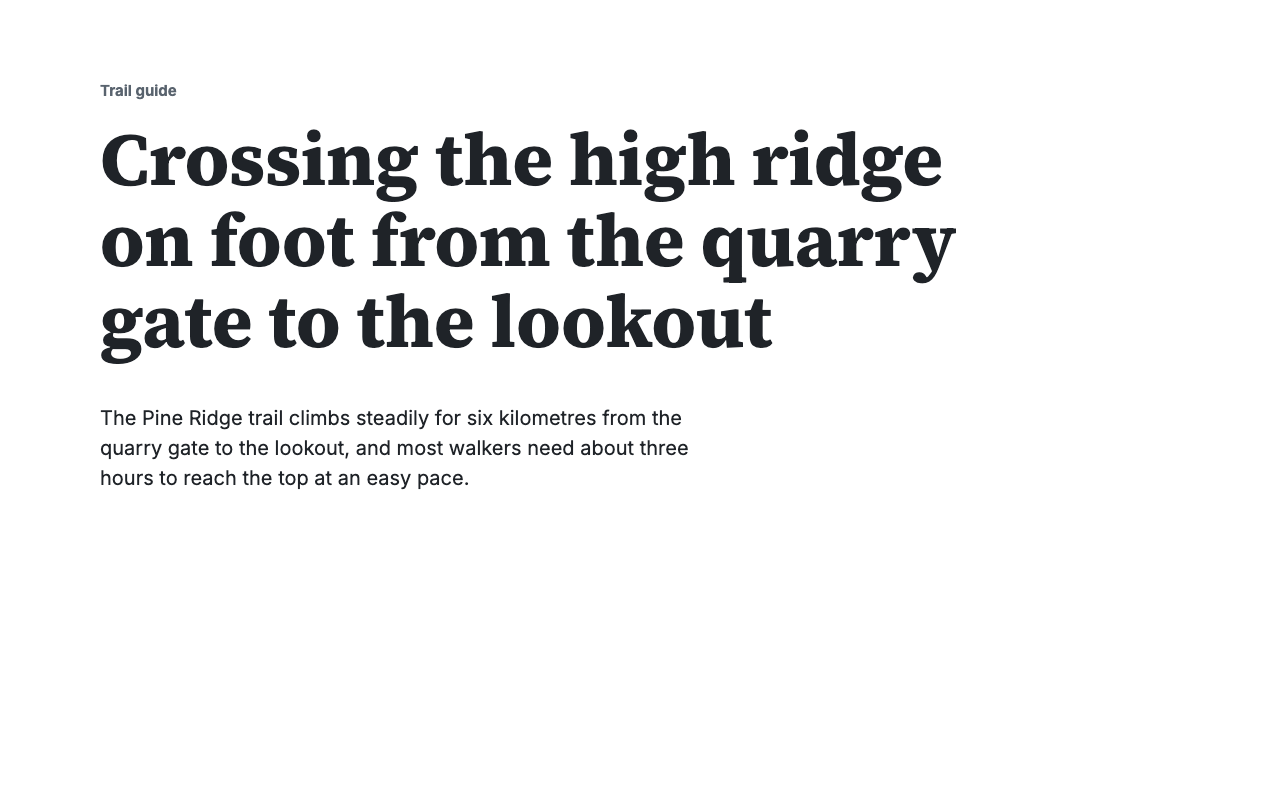 Trail guide
Crossing the high ridge
on foot from the quarry
gate to the lookout
The Pine Ridge trail climbs steadily for six kilometres from the
quarry gate to the lookout, and most walkers need about three
hours to reach the top at an easy pace.